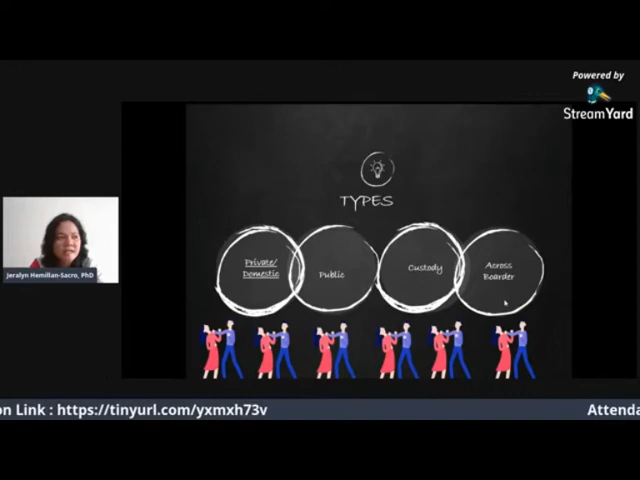 Powered by
StreamYard
TYPES
Private/
Domestic
Public
Custody
Across
Boarder
Jeralyn Hemillan-Sacro, PhD
on Link : https://tinyurl.com/yxmxh73v
Attenda